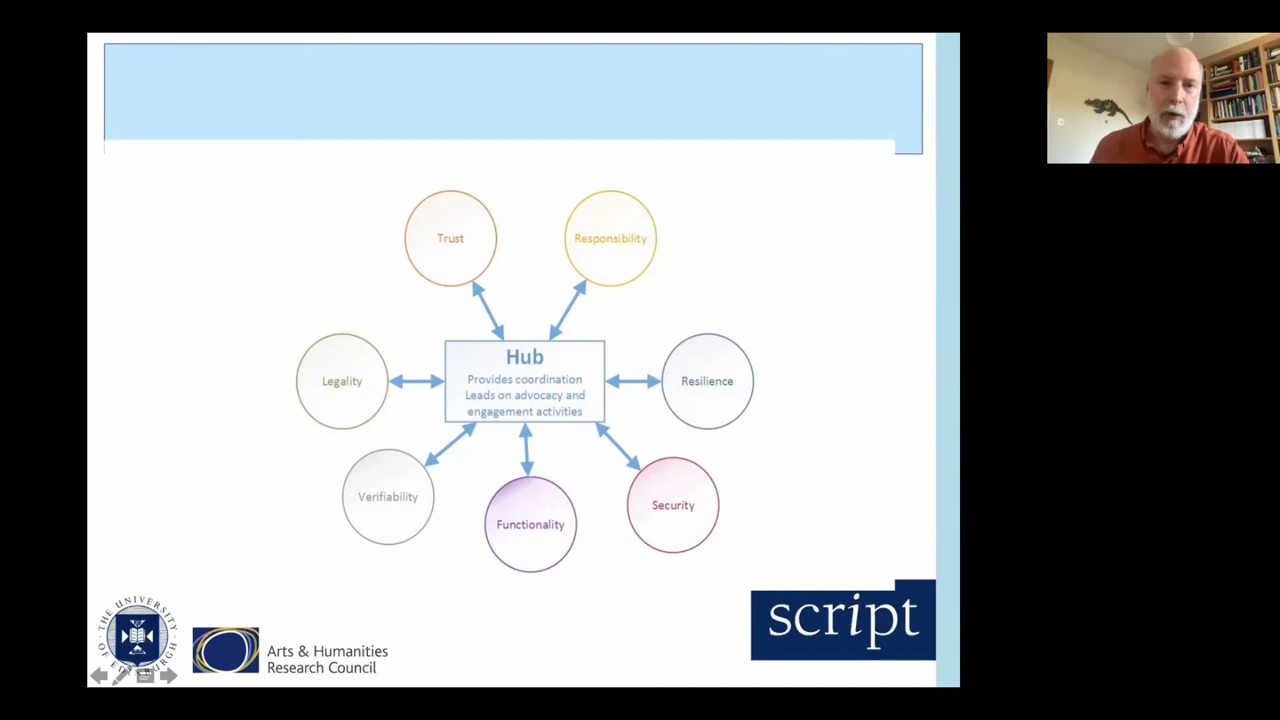 Trust
Responsibility
Hub
Provides coordination
Leads on advocacy and
engagement activities
Legality
Resilience
Verifiability
Functionality
Security
THE UNIVERSITY
OF EDINBURGH
Arts & Humanities
Research Council
script